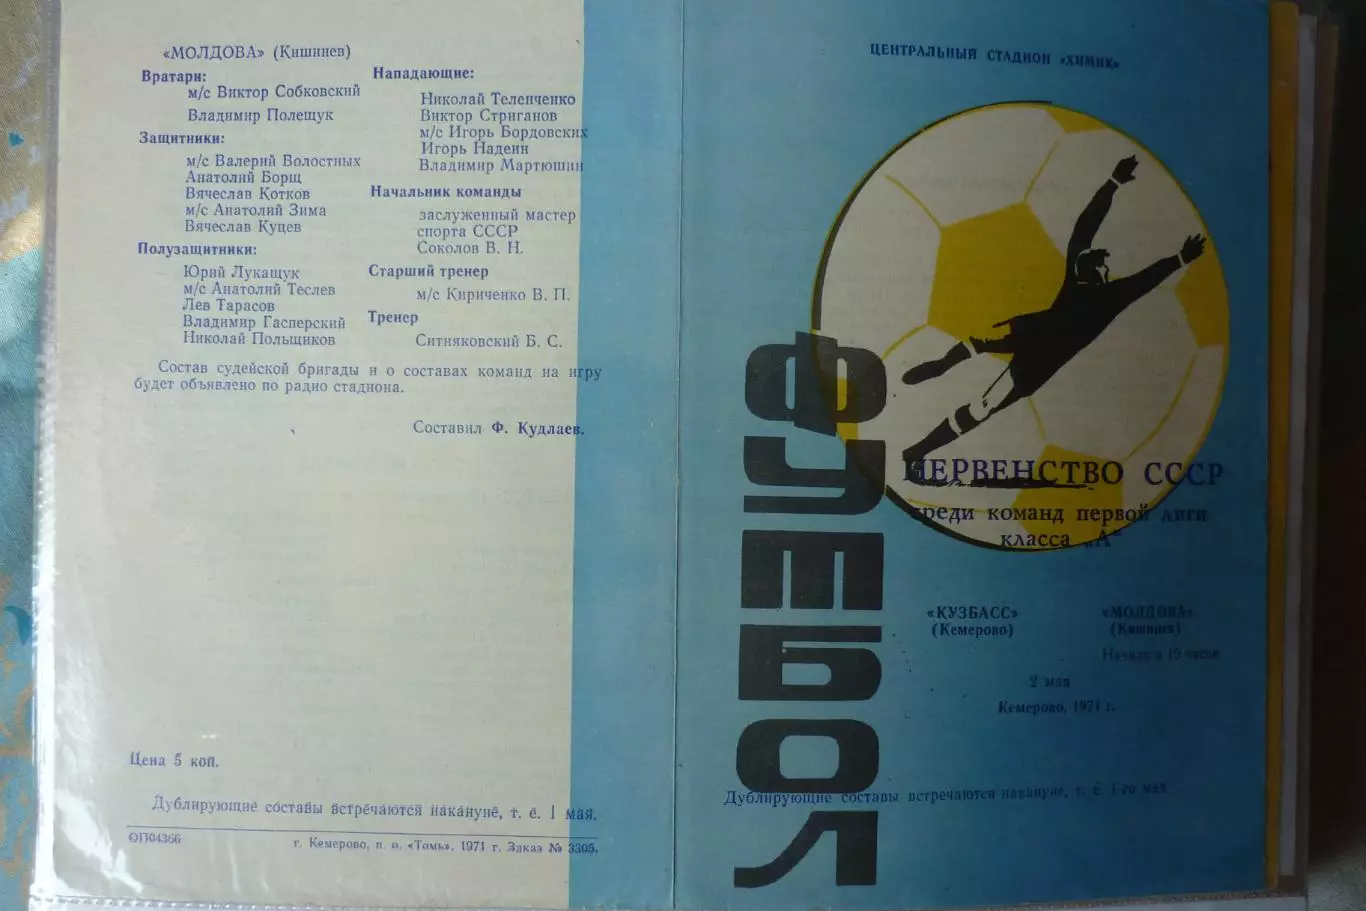 «МОЛДОВА» (Кишинев)
Вратари:
м/с Виктор Собковский
Владимир Полещук
Защитники:
м/с Валерий Волостных
Анатолий Борщ
Вячеслав Котков
м/с Анатолий Зима
Вячеслав Куцев
Полузащитники:
Юрий Лукащук
м/с Анатолий Теслев
Лев Тарасов
Владимир Гасперский
Николай Польщиков
Нападающие:
Николай Теленченко
Виктор Стриганов
м/с Игорь Бордовских
Игорь Надеин
Владимир Мартюшин
Начальник команды
заслуженный мастер
спорта СССР
Соколов В. Н.
Старший тренер
м/с Кириченко В. П.
Тренер
Ситняковский Б. С.
Состав судейской бригады и о составах команд на игру
будет объявлено по радио стадиона.
Составил Ф. Кудлаев.
Цена 5 коп.
Дублирующие составы встречаются накануне, т. е. 1 мая.
ОП04366
г. Кемерово, п. о. «Томь», 1971 г. Заказ № 3305.
ЦЕНТРАЛЬНЫЙ СТАДИОН «ХИМИК»
ФУТБОЛ
ПЕРВЕНСТВО СССР
среди команд первой лиги
класса „А“
«КУЗБАСС»
(Кемерово)
«МОЛДОВА»
(Кишинев)
Начало в 19 часов
2 мая
Кемерово, 1971 г.
Дублирующие составы встречаются накануне, т. е. 1-го мая